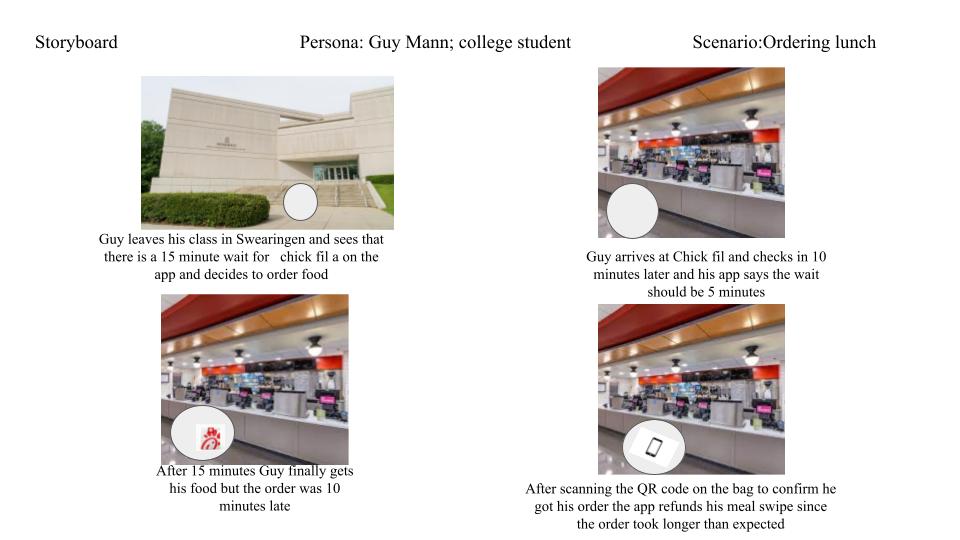 Storyboard
Persona: Guy Mann; college student
Scenario:Ordering lunch
Guy leaves his class in Swearingen and sees that
there is a 15 minute wait for chick fil a on the
app and decides to order food
Guy arrives at Chick fil and checks in 10
minutes later and his app says the wait
should be 5 minutes
After 15 minutes Guy finally gets
his food but the order was 10
minutes late
After scanning the QR code on the bag to confirm he
got his order the app refunds his meal swipe since
the order took longer than expected